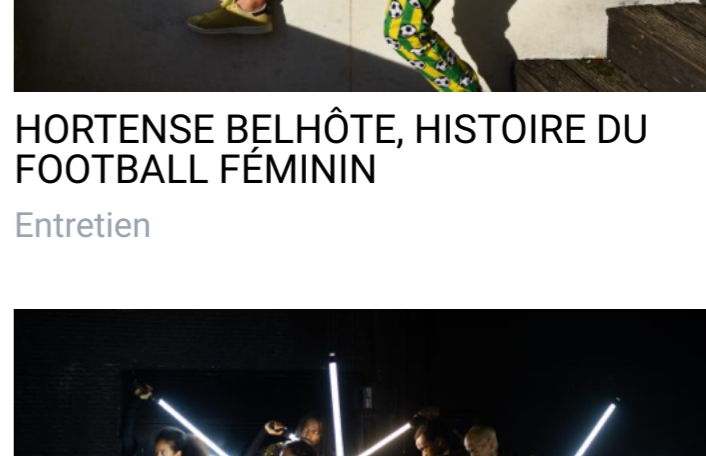 HORTENSE BELHÔTE, HISTOIRE DU
FOOTBALL FÉMININ
Entretien